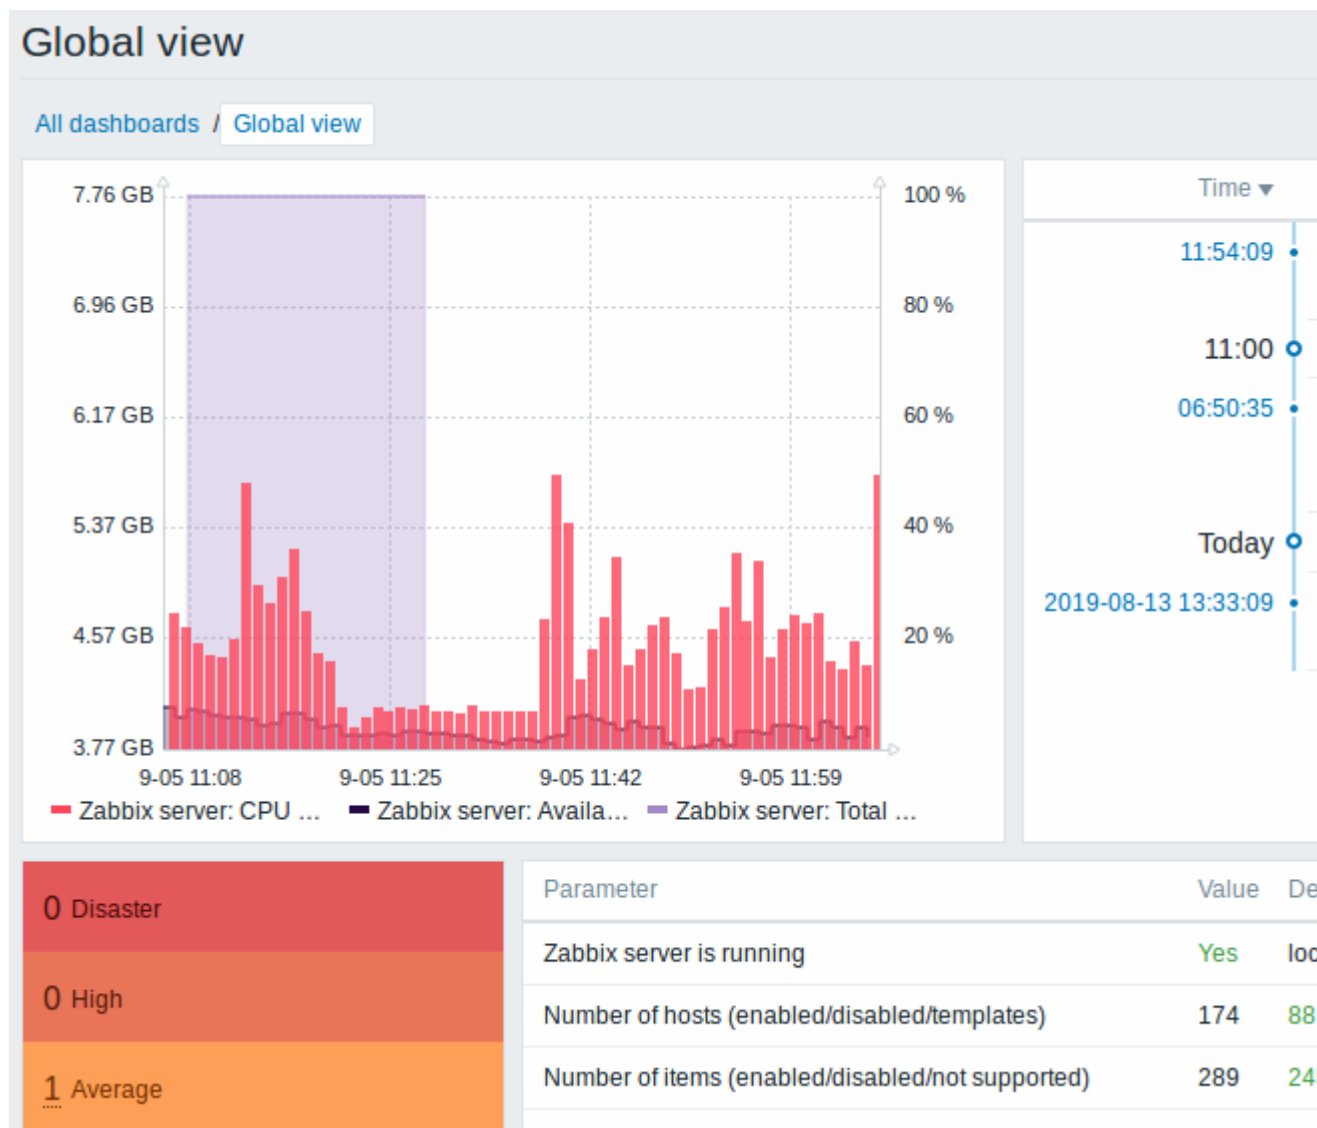 Global view
All dashboards / Global view
7.76 GB 100 %
6.96 GB 80 %
6.17 GB 60 %
5.37 GB 40 %
4.57 GB 20 %
3.77 GB
9-05 11:08 9-05 11:25 9-05 11:42 9-05 11:59
Zabbix server: CPU ... Zabbix server: Availa... Zabbix server: Total ...
Time
11:54:09
11:00
06:50:35
Today
2019-08-13 13:33:09
0 Disaster
0 High
1 Average
Parameter Value De
Zabbix server is running Yes loc
Number of hosts (enabled/disabled/templates) 174 88
Number of items (enabled/disabled/not supported) 289 24